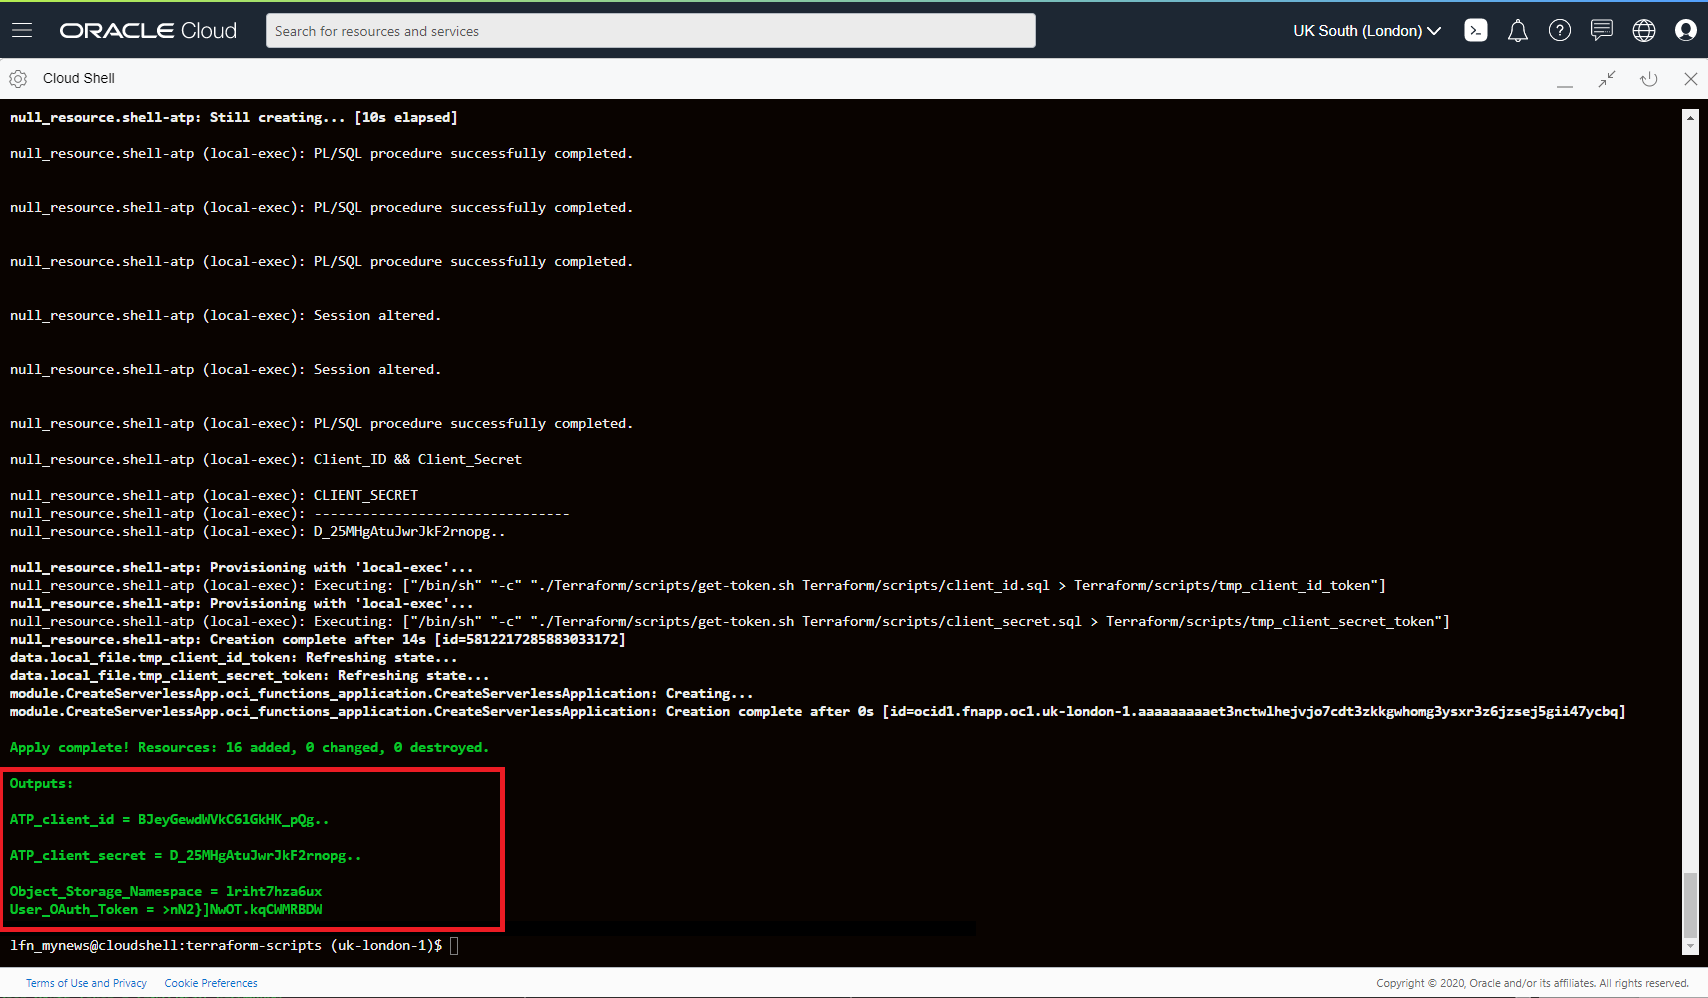 ORACLE Cloud
Search for resources and services
UK South (London)
Cloud Shell
null_resource.shell-atp: Still creating... [10s elapsed]
null_resource.shell-atp (local-exec): PL/SQL procedure successfully completed.
null_resource.shell-atp (local-exec): PL/SQL procedure successfully completed.
null_resource.shell-atp (local-exec): PL/SQL procedure successfully completed.
null_resource.shell-atp (local-exec): Session altered.
null_resource.shell-atp (local-exec): Session altered.
null_resource.shell-atp (local-exec): PL/SQL procedure successfully completed.
null_resource.shell-atp (local-exec): Client_ID && Client_Secret
null_resource.shell-atp (local-exec): CLIENT_SECRET
null_resource.shell-atp (local-exec): --------------------------------
null_resource.shell-atp (local-exec): D_25MHgAtuJwrJkF2rnopg..
null_resource.shell-atp: Provisioning with 'local-exec'...
null_resource.shell-atp (local-exec): Executing: ["/bin/sh" "-c" "./Terraform/scripts/get-token.sh Terraform/scripts/client_id.sql > Terraform/scripts/tmp_client_id_token"]
null_resource.shell-atp: Provisioning with 'local-exec'...
null_resource.shell-atp (local-exec): Executing: ["/bin/sh" "-c" "./Terraform/scripts/get-token.sh Terraform/scripts/client_secret.sql > Terraform/scripts/tmp_client_secret_token"]
null_resource.shell-atp: Creation complete after 14s [id=5812217285883033172]
data.local_file.tmp_client_id_token: Refreshing state...
data.local_file.tmp_client_secret_token: Refreshing state...
module.CreateServerlessApp.oci_functions_application.CreateServerlessApplication: Creating...
module.CreateServerlessApp.oci_functions_application.CreateServerlessApplication: Creation complete after 0s [id=ocid1.fnapp.oc1.uk-london-1.aaaaaaaaaet3nctwlhejvjo7cdt3zkkgwhomg3ysxr3z6jzsej5gii47ycbq]
Apply complete! Resources: 16 added, 0 changed, 0 destroyed.
Outputs:
ATP_client_id = BJeyGewdWVkC61GkHK_pQg..
ATP_client_secret = D_25MHgAtuJwrJkF2rnopg..
Object_Storage_Namespace = lriht7hza6ux
User_OAuth_Token = >nN2}]NwOT.kqCWMRBDW
lfn_mynews@cloudshell:terraform-scripts (uk-london-1)$
Terms of Use and Privacy Cookie Preferences Copyright © 2020, Oracle and/or its affiliates. All rights reserved.